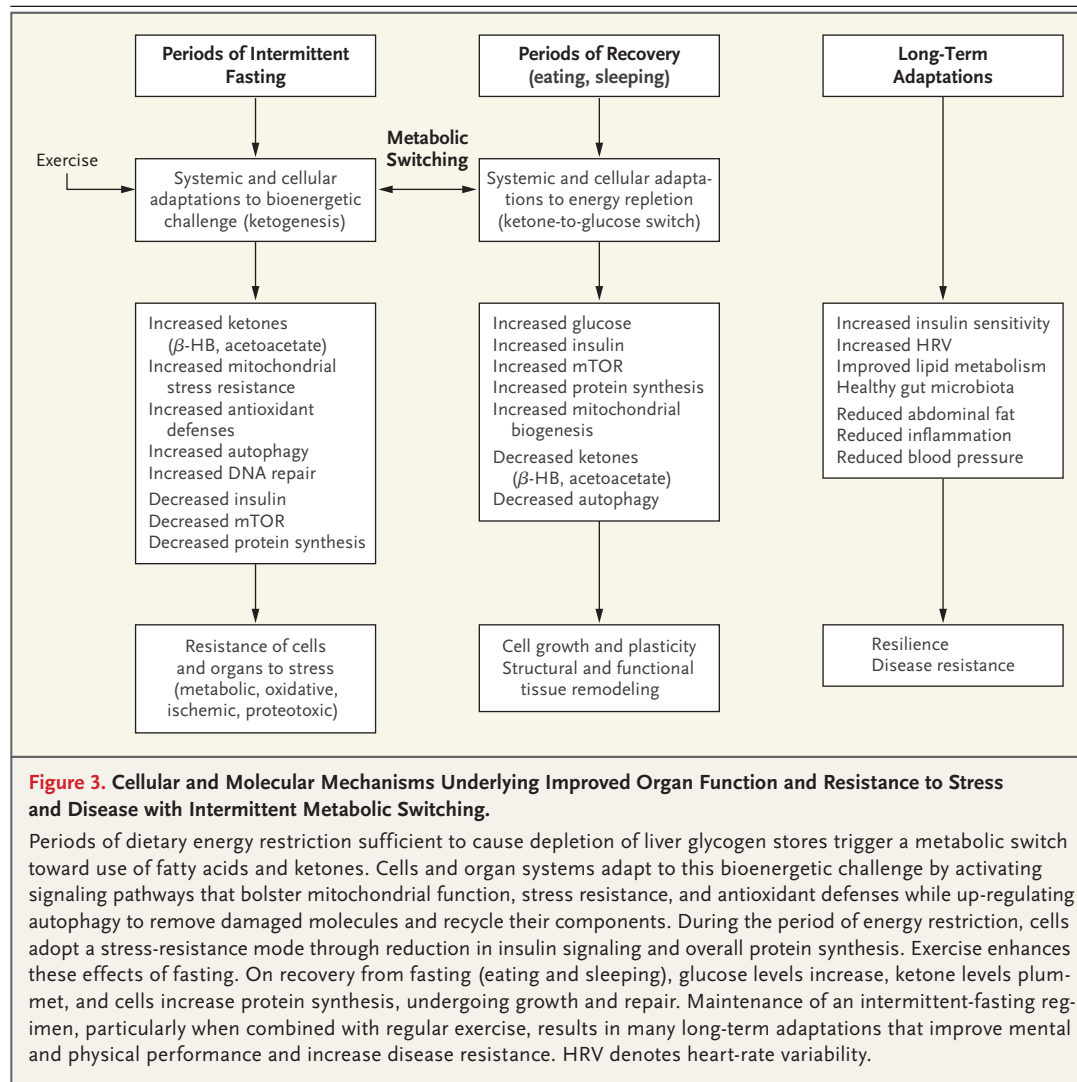 Periods of Intermittent
Fasting
Exercise
Systemic and cellular
adaptations to bioenergetic
challenge (ketogenesis)
Increased ketones
(β-HB, acetoacetate)
Increased mitochondrial
stress resistance
Increased antioxidant
defenses
Increased autophagy
Increased DNA repair
Decreased insulin
Decreased mTOR
Decreased protein synthesis
Resistance of cells
and organs to stress
(metabolic, oxidative,
ischemic, proteotoxic)
Metabolic
Switching
Periods of Recovery
(eating, sleeping)
Systemic and cellular adapta-
tions to energy repletion
(ketone-to-glucose switch)
Increased glucose
Increased insulin
Increased mTOR
Increased protein synthesis
Increased mitochondrial
biogenesis
Decreased ketones
(β-HB, acetoacetate)
Decreased autophagy
Cell growth and plasticity
Structural and functional
tissue remodeling
Long-Term
Adaptations
Increased insulin sensitivity
Increased HRV
Improved lipid metabolism
Healthy gut microbiota
Reduced abdominal fat
Reduced inflammation
Reduced blood pressure
Resilience
Disease resistance
Figure 3. Cellular and Molecular Mechanisms Underlying Improved Organ Function and Resistance to Stress
and Disease with Intermittent Metabolic Switching.
Periods of dietary energy restriction sufficient to cause depletion of liver glycogen stores trigger a metabolic switch
toward use of fatty acids and ketones. Cells and organ systems adapt to this bioenergetic challenge by activating
signaling pathways that bolster mitochondrial function, stress resistance, and antioxidant defenses while up-regulating
autophagy to remove damaged molecules and recycle their components. During the period of energy restriction, cells
adopt a stress-resistance mode through reduction in insulin signaling and overall protein synthesis. Exercise enhances
these effects of fasting. On recovery from fasting (eating and sleeping), glucose levels increase, ketone levels plum-
met, and cells increase protein synthesis, undergoing growth and repair. Maintenance of an intermittent-fasting reg-
imen, particularly when combined with regular exercise, results in many long-term adaptations that improve mental
and physical performance and increase disease resistance. HRV denotes heart-rate variability.